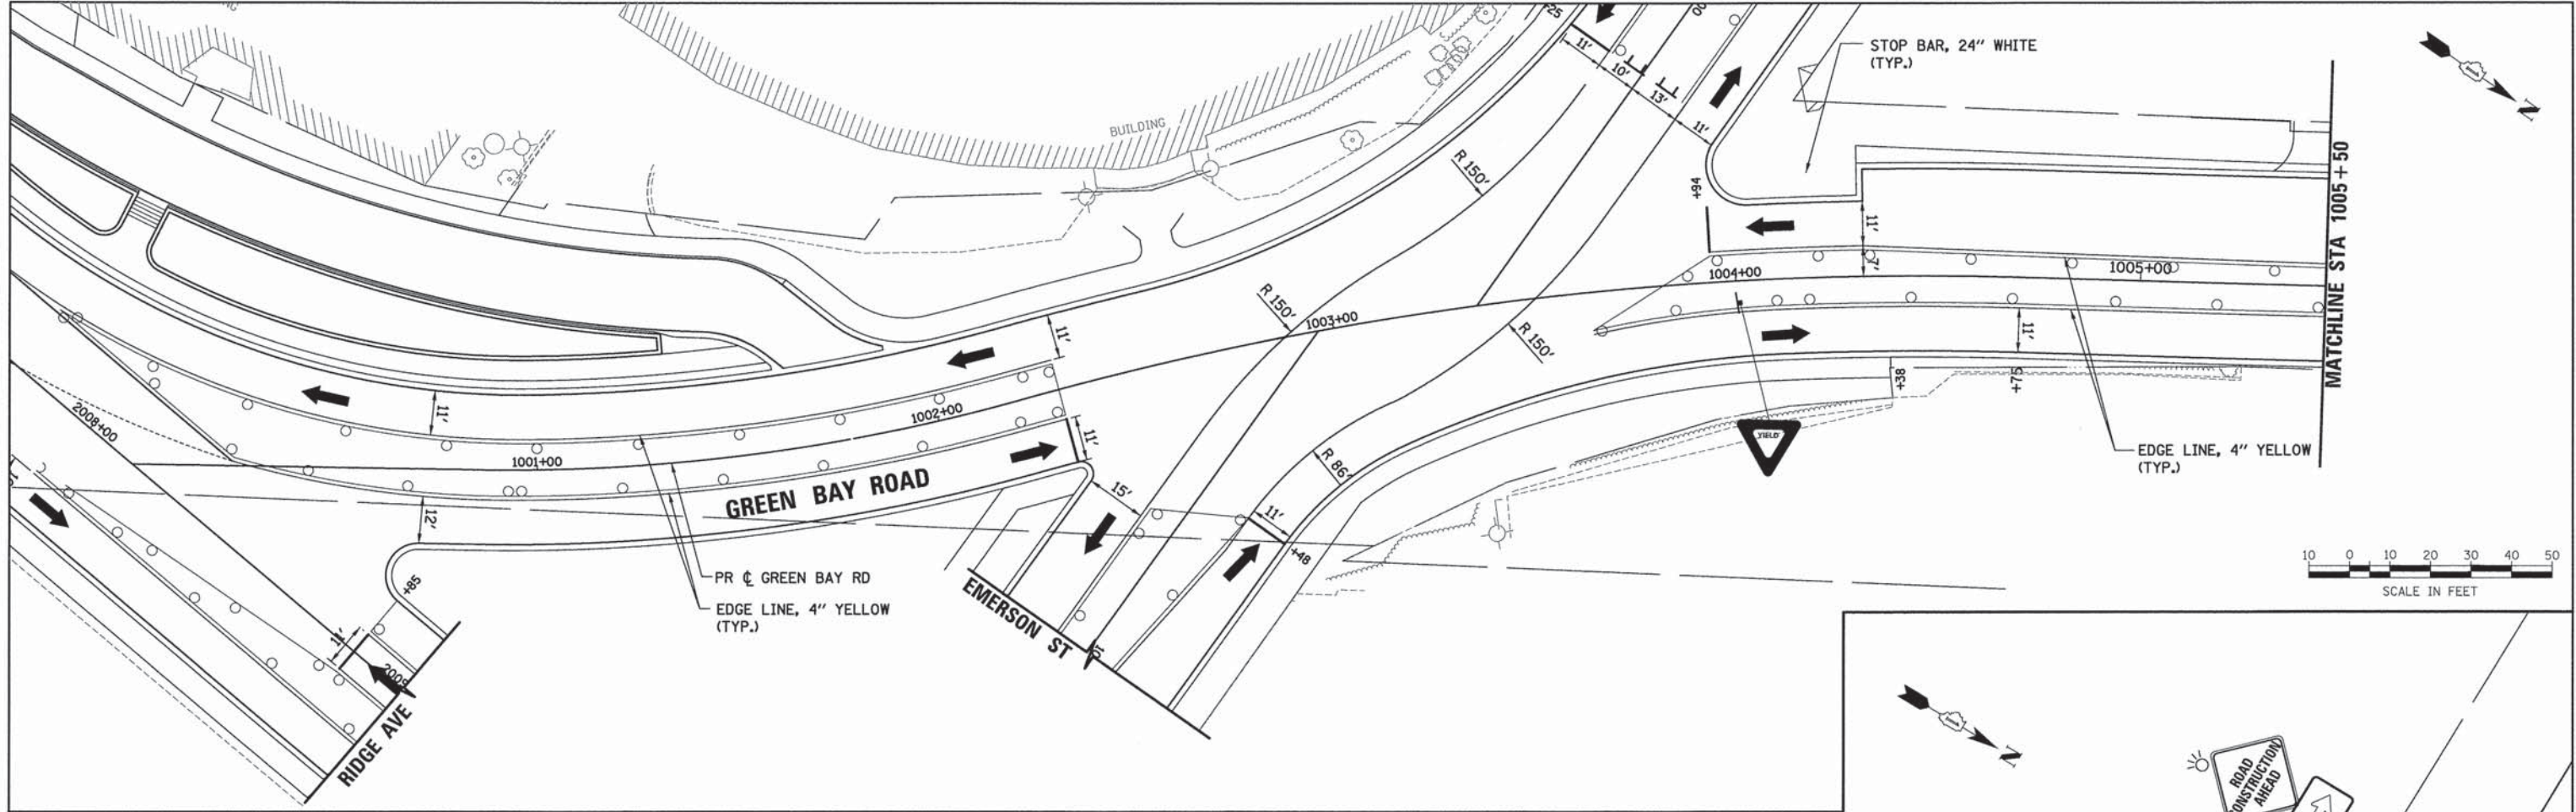 +25
00
11'
10'
13'
11'
STOP BAR, 24" WHITE
(TYP.)
N
BUILDING
R 150'
+94
11'
7'
1004+00
1005+00
MATCHLINE STA 1005+50
R 150'
1003+00
R 150'
11'
11'
+38
+75
11'
1002+00
2008+00
1001+00
11'
GREEN BAY ROAD
12'
15'
R 86'
11'
+48
YIELD
EDGE LINE, 4" YELLOW
(TYP.)
10 0 10 20 30 40 50
SCALE IN FEET
+85
PR ℄ GREEN BAY RD
EDGE LINE, 4" YELLOW
(TYP.)
EMERSON ST
11'
RIDGE AVE
N
ROAD
CONSTRUCTION
AHEAD